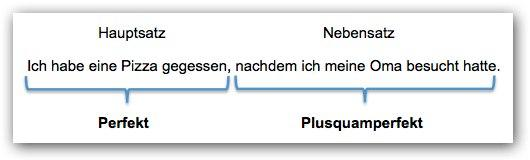 Hauptsatz Nebensatz
Ich habe eine Pizza gegessen, nachdem ich meine Oma besucht hatte.
Perfekt Plusquamperfekt